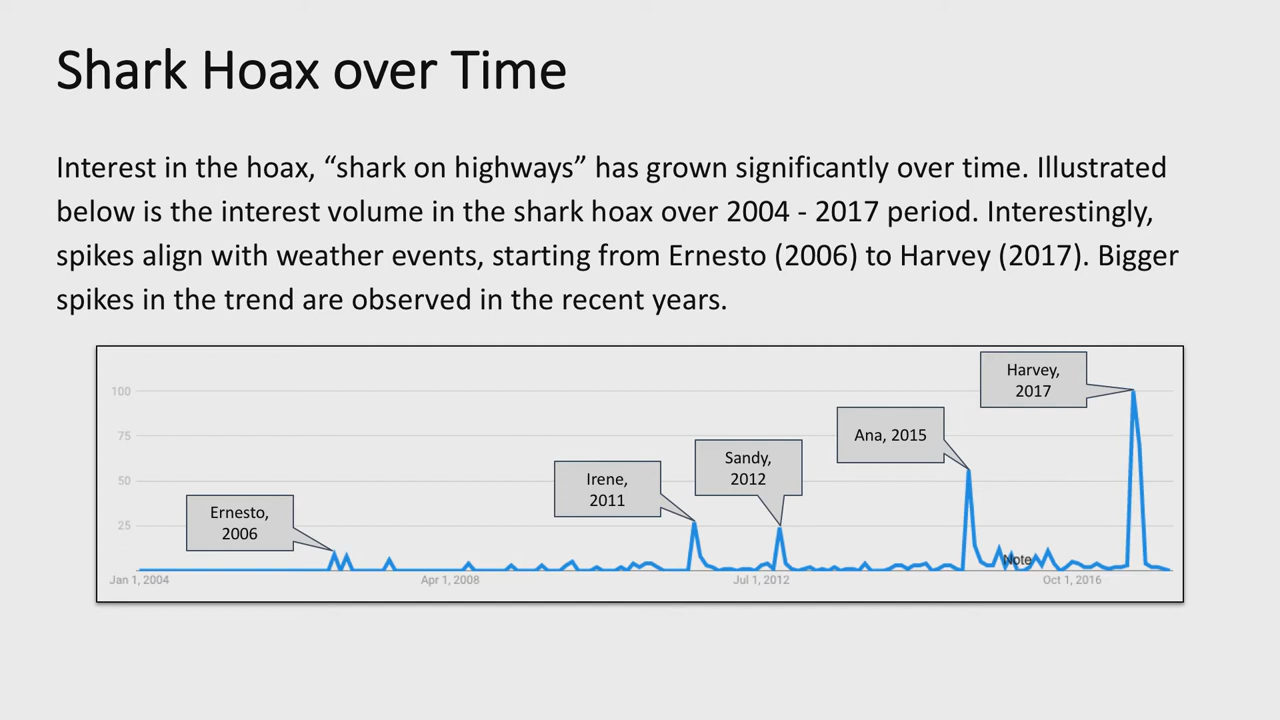 Shark Hoax over Time
Interest in the hoax, “shark on highways” has grown significantly over time. Illustrated
below is the interest volume in the shark hoax over 2004 - 2017 period. Interestingly,
spikes align with weather events, starting from Ernesto (2006) to Harvey (2017). Bigger
spikes in the trend are observed in the recent years.
Harvey,
2017
100
Ana, 2015
75
Sandy,
2012
Irene,
2011
50
Ernesto,
2006
25
Note
Jan 1, 2004
Apr 1, 2008
Jul 1, 2012
Oct 1, 2016